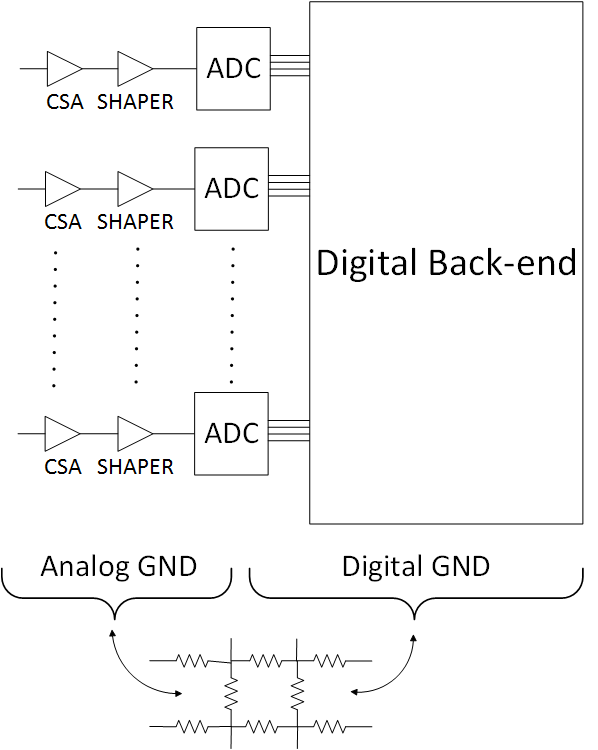 ADC
CSA SHAPER
ADC
CSA SHAPER
Digital Back-end
ADC
CSA SHAPER
Analog GND
Digital GND